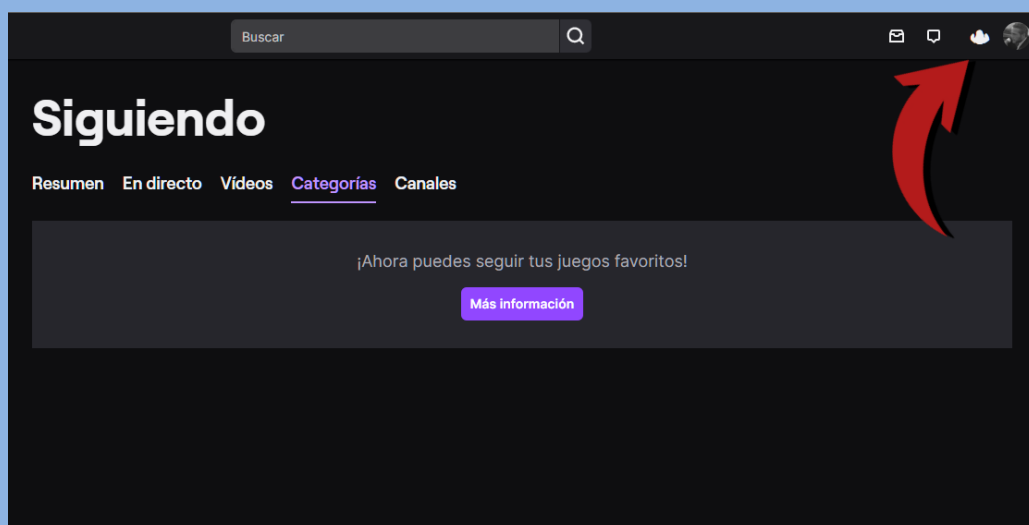 Buscar
Siguiendo
Resumen En directo Vídeos Categorías Canales
¡Ahora puedes seguir tus juegos favoritos!
Más información